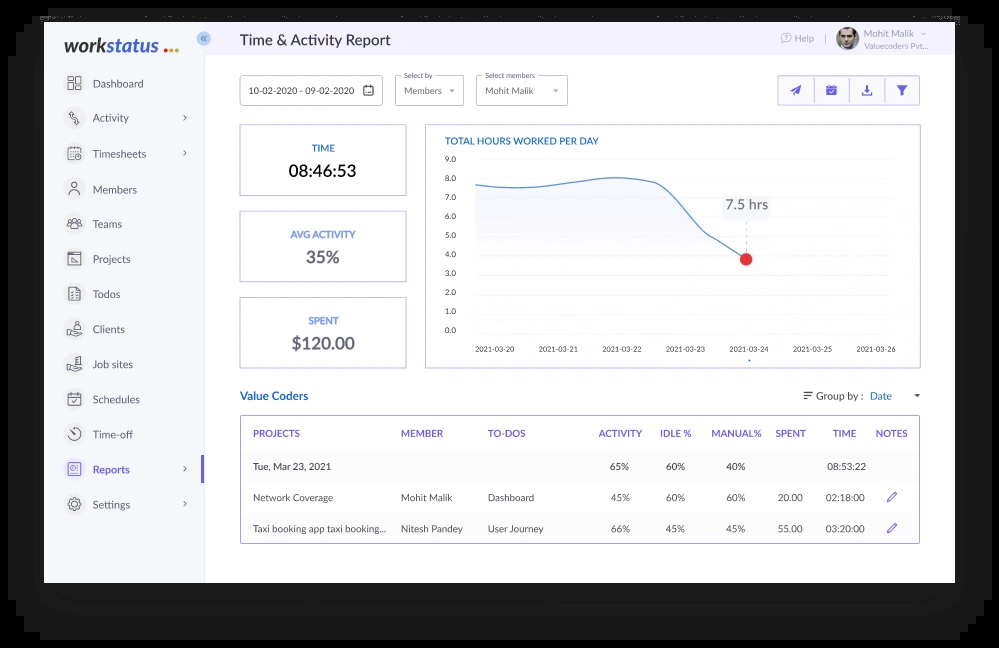 workstatus
Time & Activity Report
Help
Mohit Malik
Valuecoders Pvt...
Dashboard
Activity
Timesheets
Members
Teams
Projects
Todos
Clients
Job sites
Schedules
Time-off
Reports
Settings
10-02-2020 - 09-02-2020
Select by
Members
Select members
Mohit Malik
TIME
08:46:53
AVG ACTIVITY
35%
SPENT
$120.00
TOTAL HOURS WORKED PER DAY
9.0
8.0
7.0
6.0
5.0
4.0
3.0
2.0
1.0
0.0
7.5 hrs
2021-03-20 2021-03-21 2021-03-22 2021-03-23 2021-03-24 2021-03-25 2021-03-26
Value Coders
Group by : Date
PROJECTS MEMBER TO-DOS ACTIVITY IDLE % MANUAL% SPENT TIME NOTES
Tue, Mar 23, 2021 65% 60% 40% 08:53:22
Network Coverage Mohit Malik Dashboard 45% 60% 60% 20.00 02:18:00
Taxi booking app taxi booking... Nitesh Pandey User Journey 66% 45% 45% 55.00 03:20:00